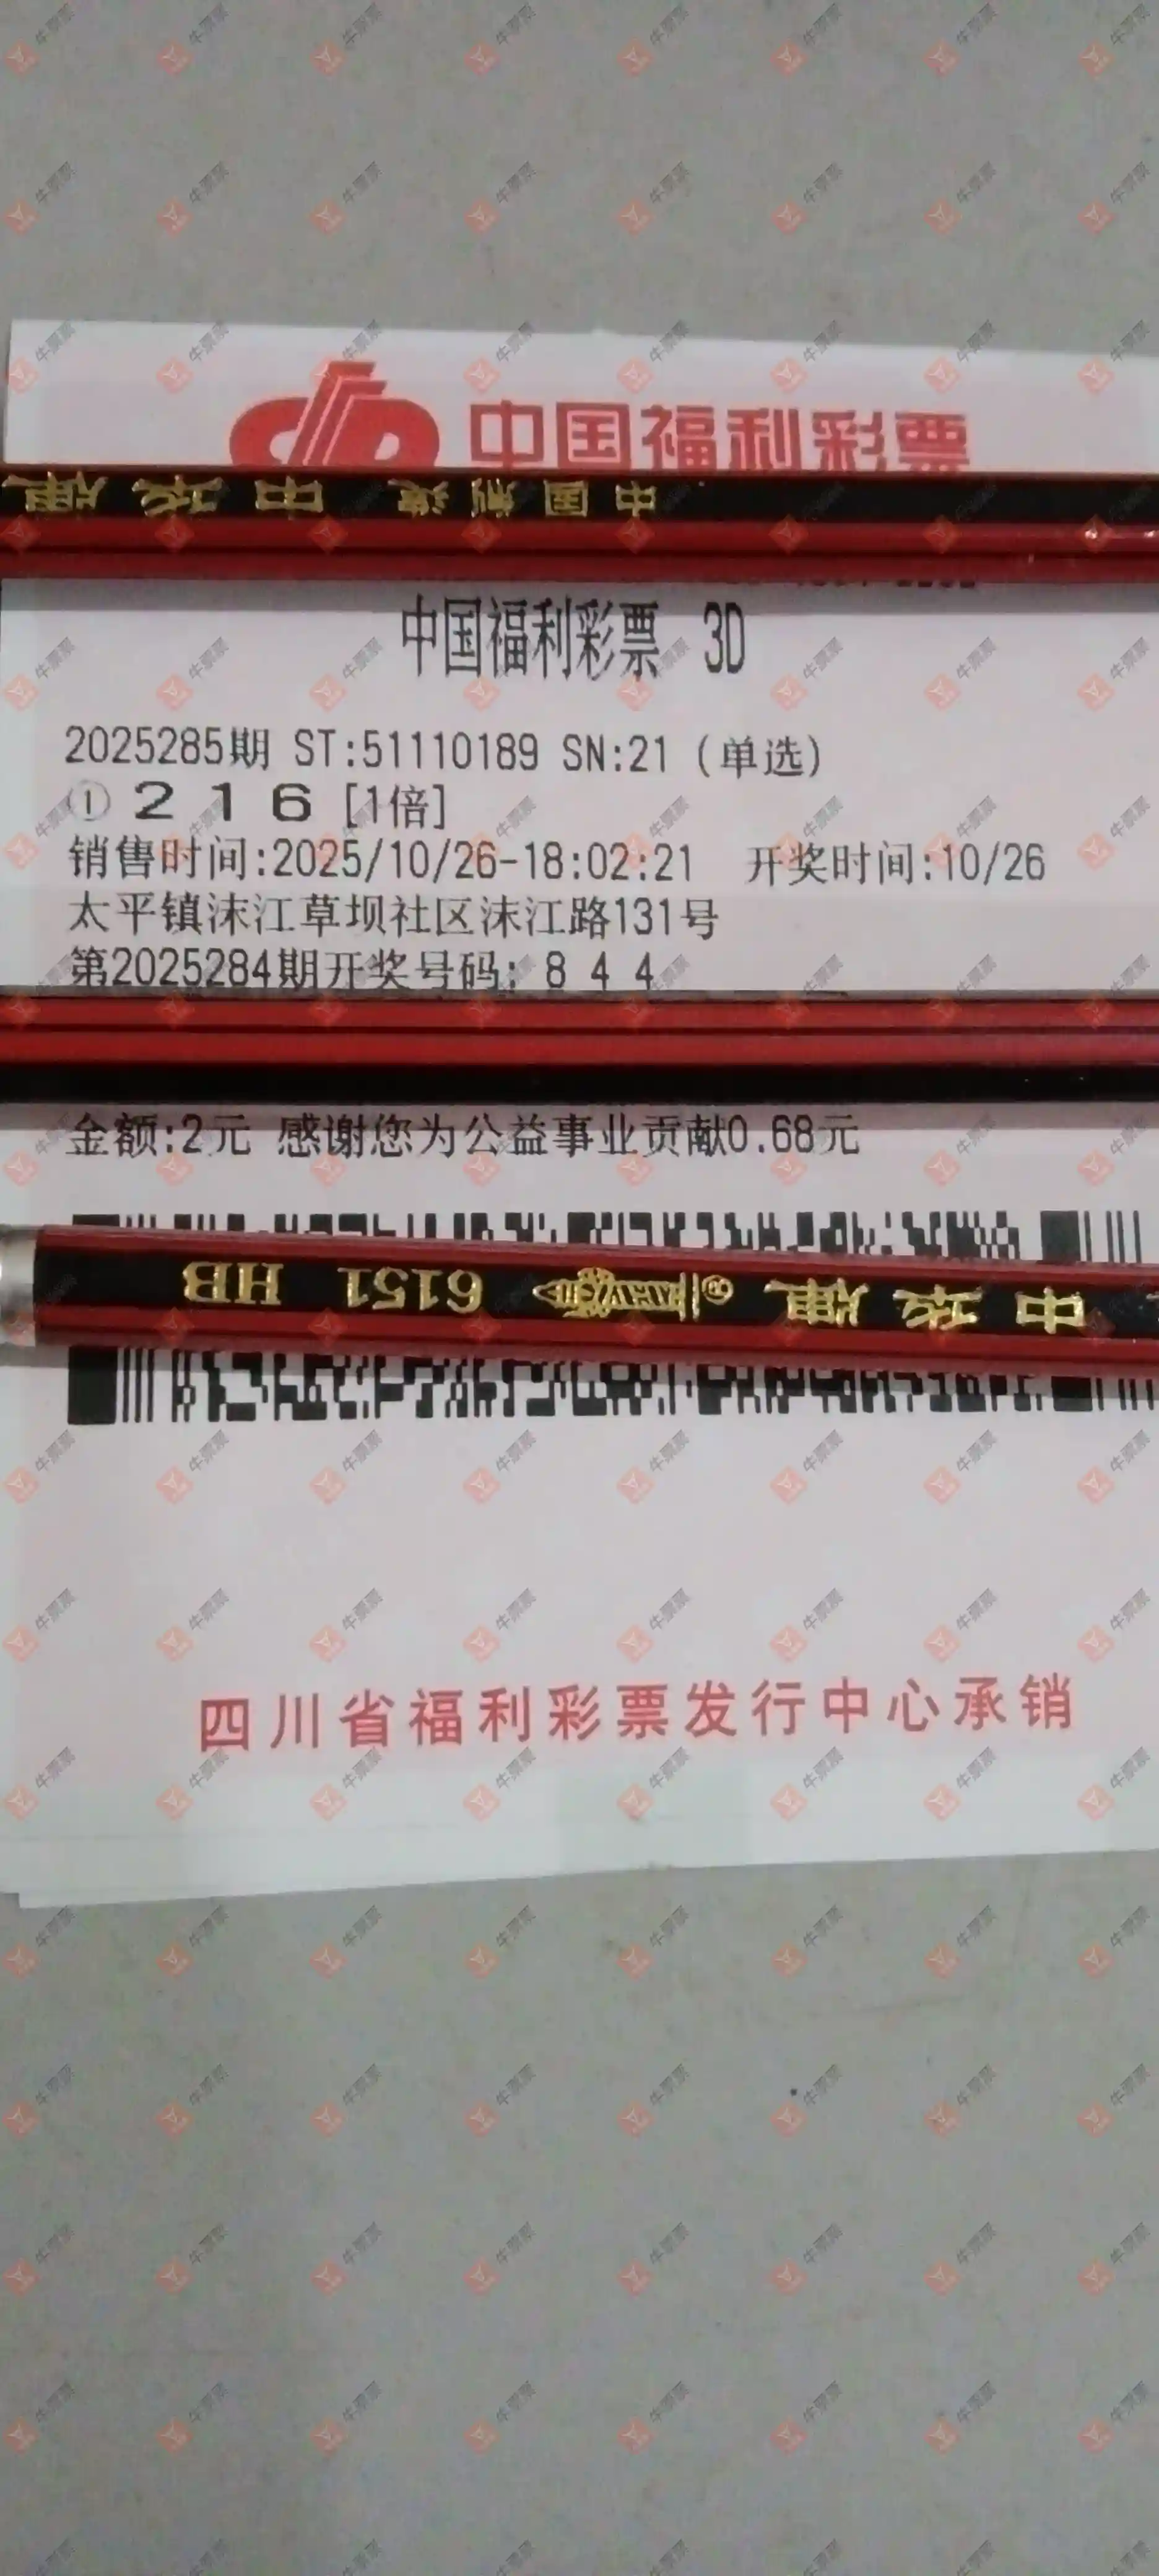 中国福利彩票
中国制造 中华牌
中国福利彩票 3D
2025285期 ST:51110189 SN:21 (单选)
① 2 1 6 [1倍]
销售时间:2025/10/26-18:02:21 开奖时间:10/26
太平镇沫江草坝社区沫江路131号
第2025284期开奖号码: 8 4 4
金额:2元 感谢您为公益事业贡献0.68元
中华牌 ® 6151 HB
四川省福利彩票发行中心承销
牛票票